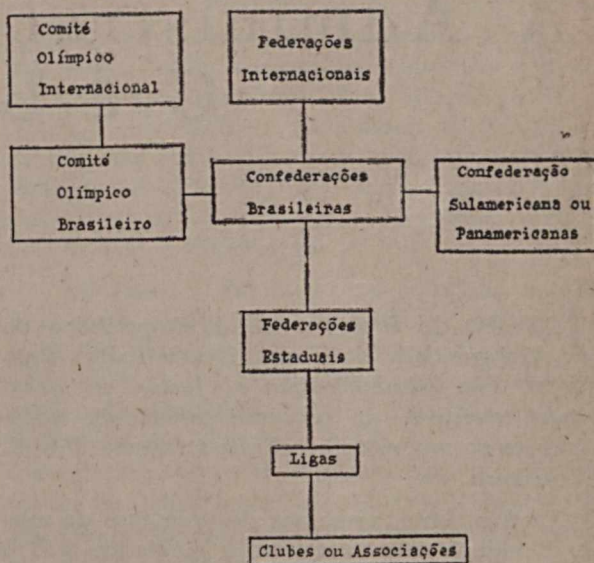 Comité
Olímpico
Internacional
Federações
Internacionais
Comité
Olímpico
Brasileiro
Confederações
Brasileiras
Confederação
Sulamericana ou
Panamericanas
Federações
Estaduais
Ligas
Clubes ou Associações